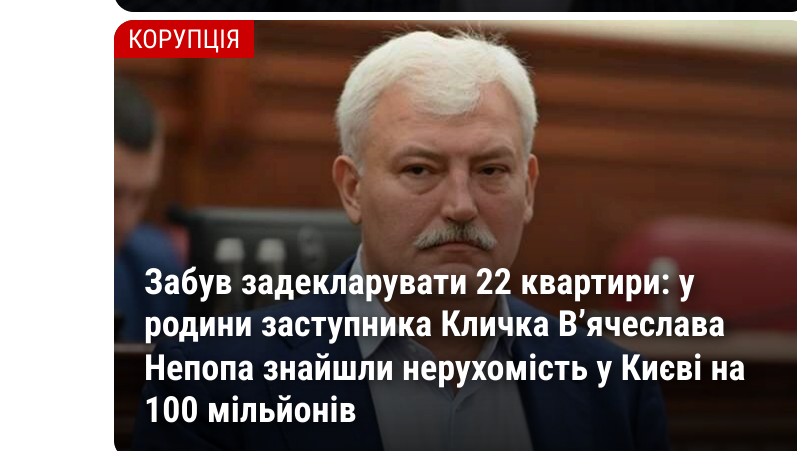 КОРУПЦІЯ
Забув задекларувати 22 квартири: у
родини заступника Кличка В’ячеслава
Непопа знайшли нерухомість у Києві на
100 мільйонів